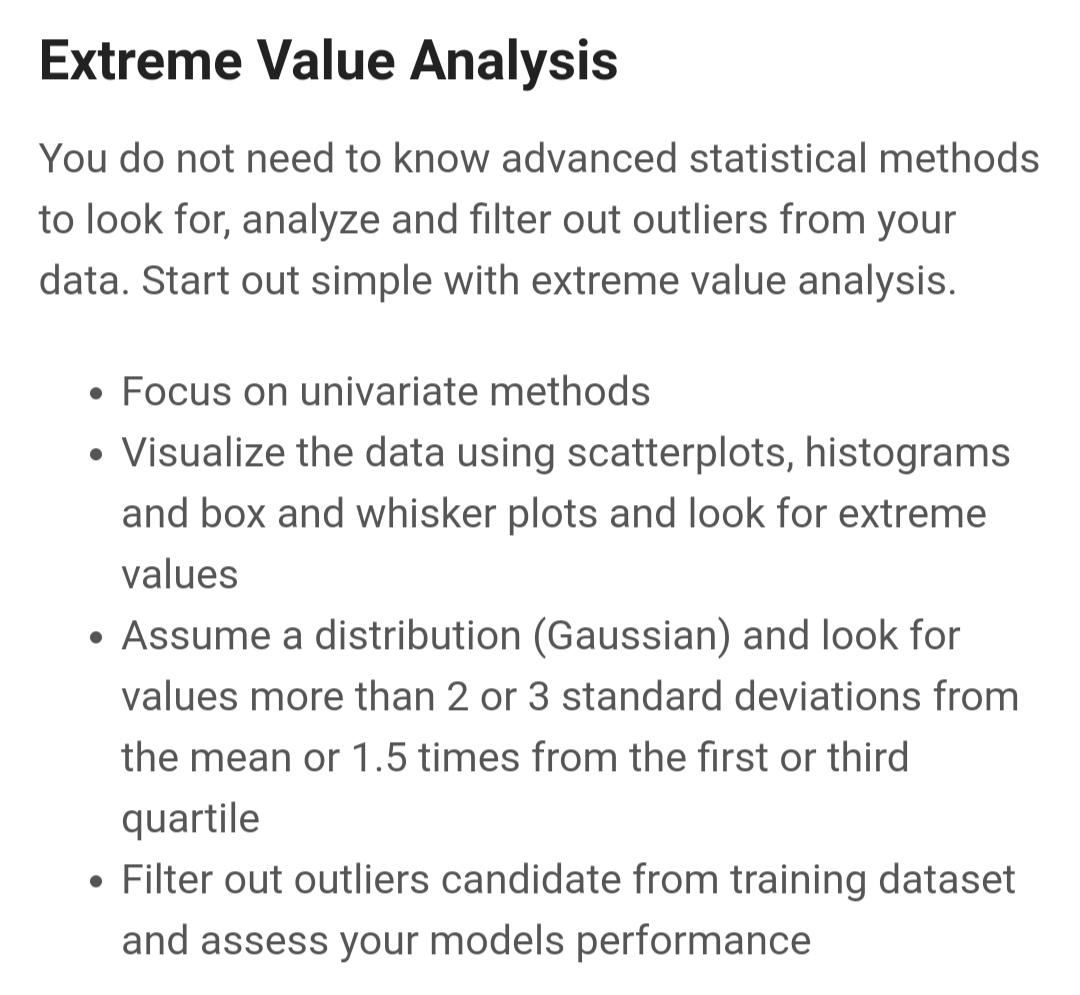 Extreme Value Analysis
You do not need to know advanced statistical methods
to look for, analyze and filter out outliers from your
data. Start out simple with extreme value analysis.
• Focus on univariate methods
• Visualize the data using scatterplots, histograms
and box and whisker plots and look for extreme
values
• Assume a distribution (Gaussian) and look for
values more than 2 or 3 standard deviations from
the mean or 1.5 times from the first or third
quartile
• Filter out outliers candidate from training dataset
and assess your models performance